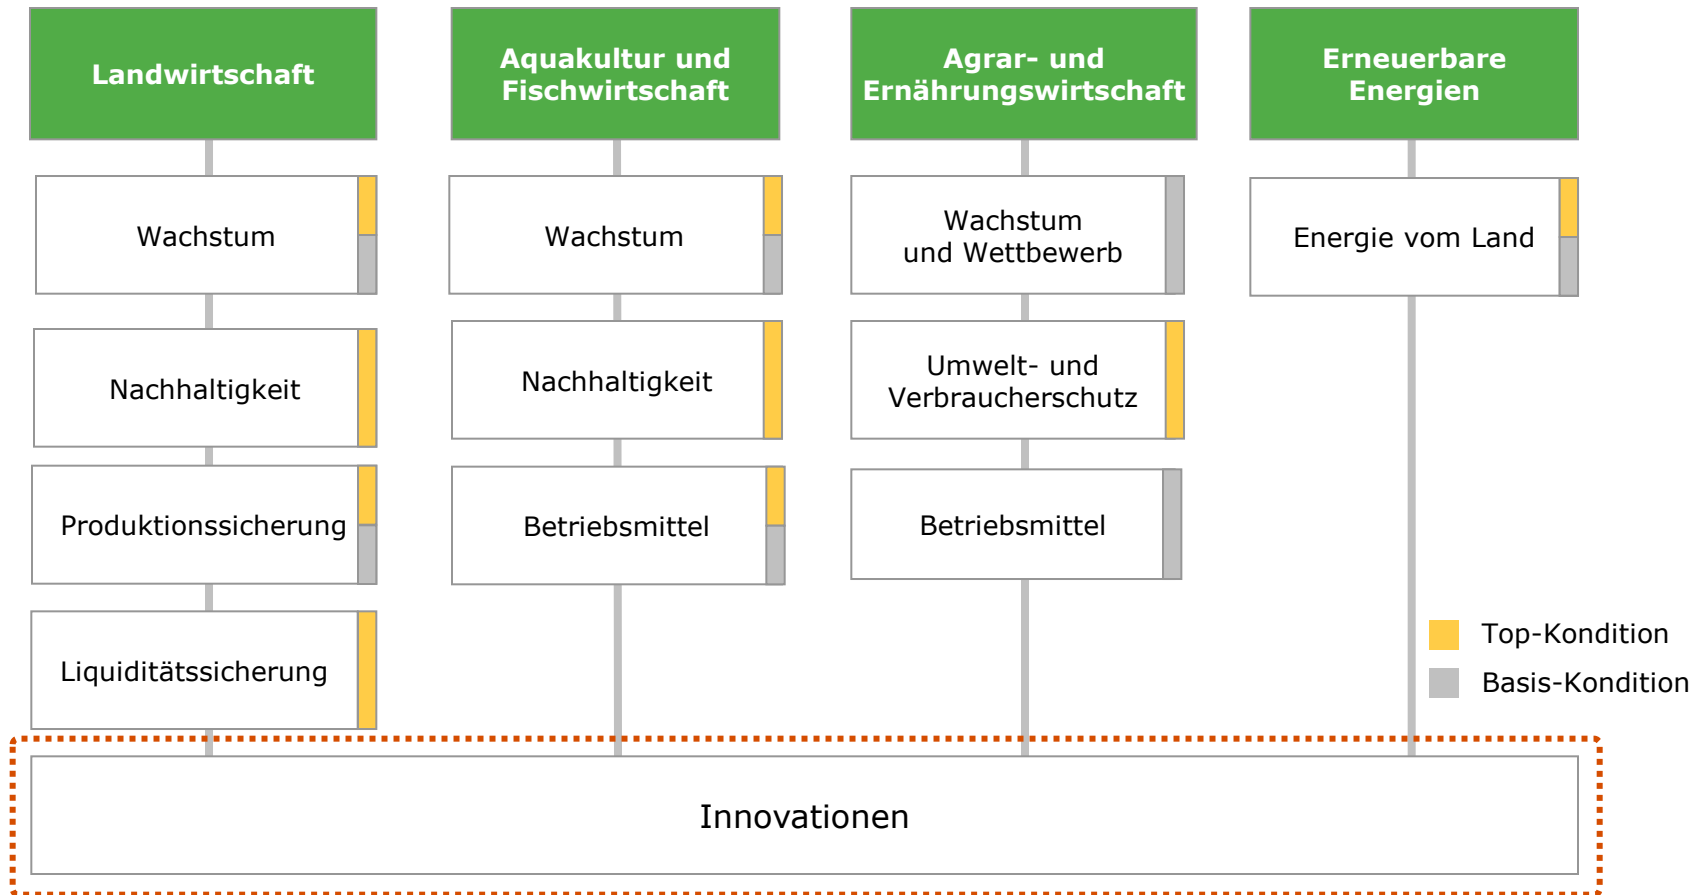 Landwirtschaft
Aquakultur und
Fischwirtschaft
Agrar- und
Ernährungswirtschaft
Erneuerbare
Energien
Wachstum
Wachstum
Wachstum
und Wettbewerb
Energie vom Land
Nachhaltigkeit
Nachhaltigkeit
Umwelt- und
Verbraucherschutz
Produktionssicherung
Betriebsmittel
Betriebsmittel
Liquiditätssicherung
Top-Kondition
Basis-Kondition
Innovationen